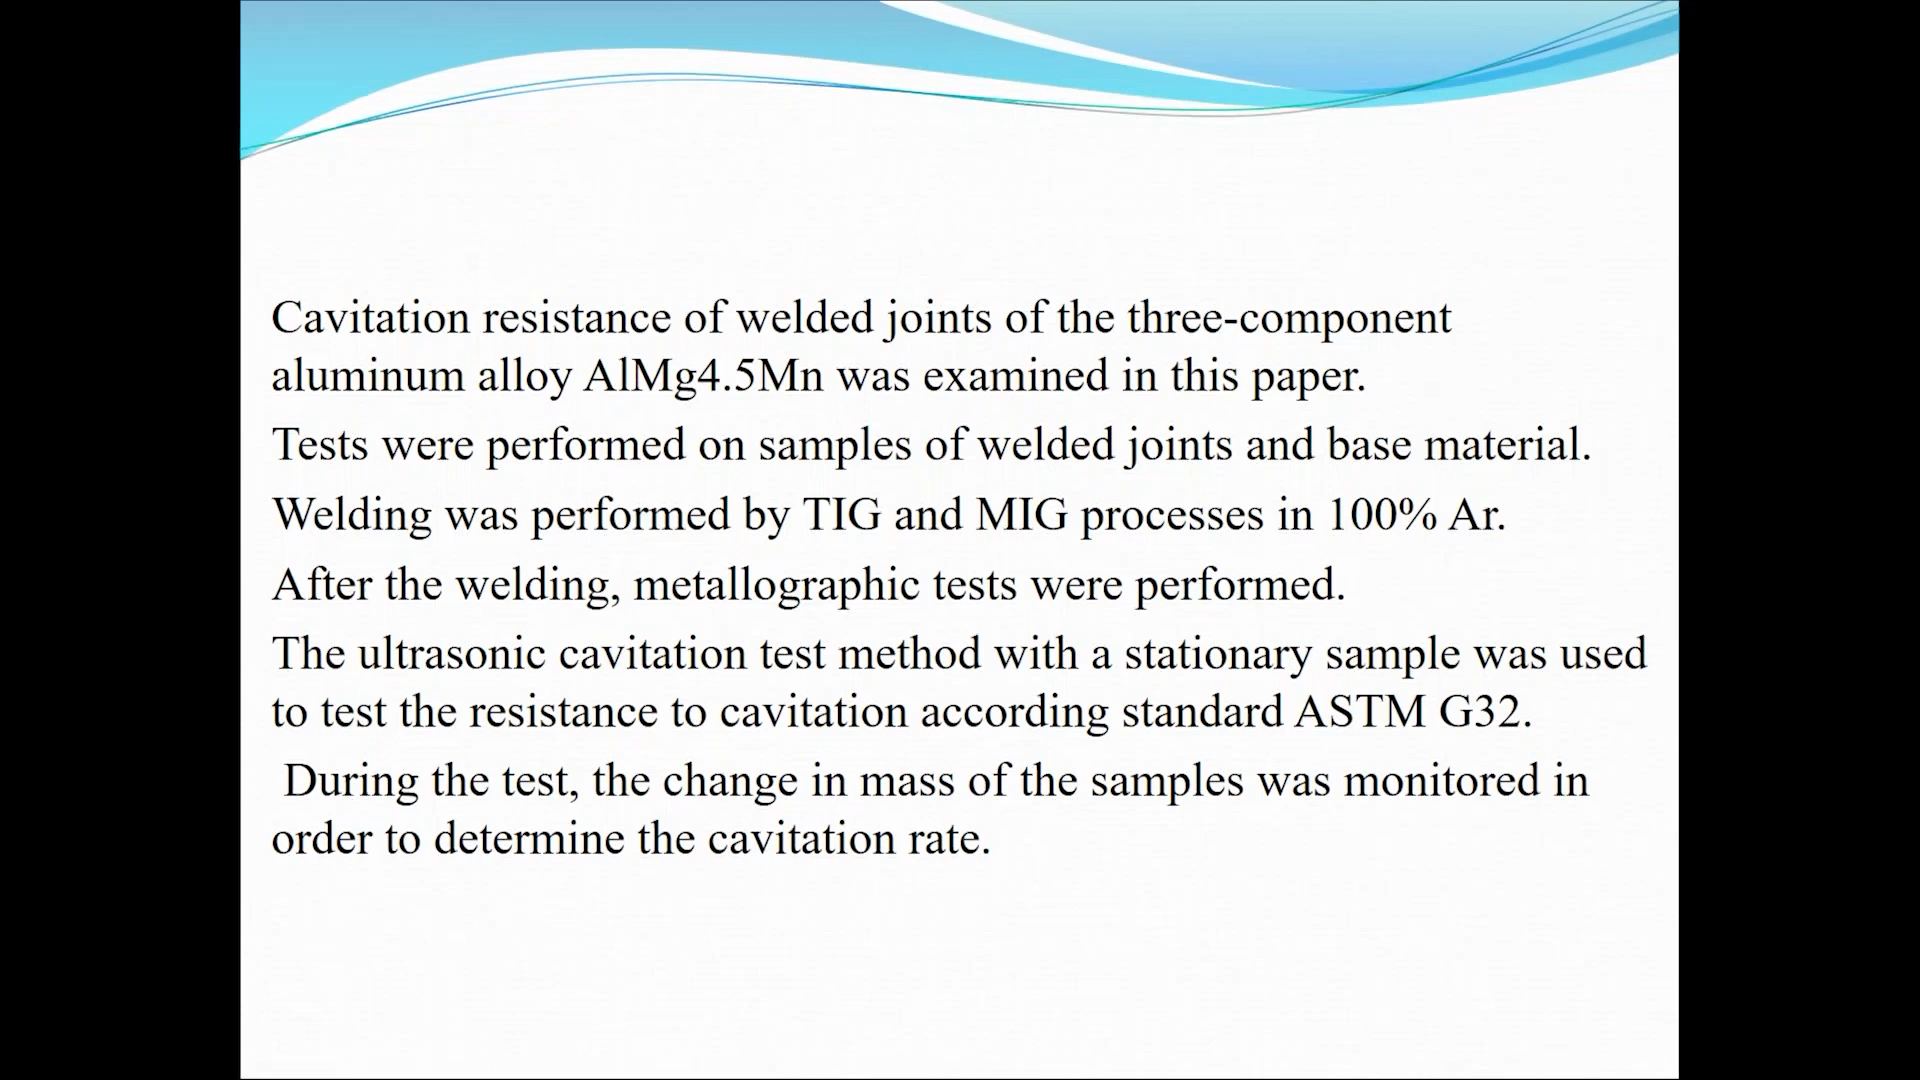 Cavitation resistance of welded joints of the three-component
aluminum alloy AlMg4.5Mn was examined in this paper.
Tests were performed on samples of welded joints and base material.
Welding was performed by TIG and MIG processes in 100% Ar.
After the welding, metallographic tests were performed.
The ultrasonic cavitation test method with a stationary sample was used
to test the resistance to cavitation according standard ASTM G32.
During the test, the change in mass of the samples was monitored in
order to determine the cavitation rate.